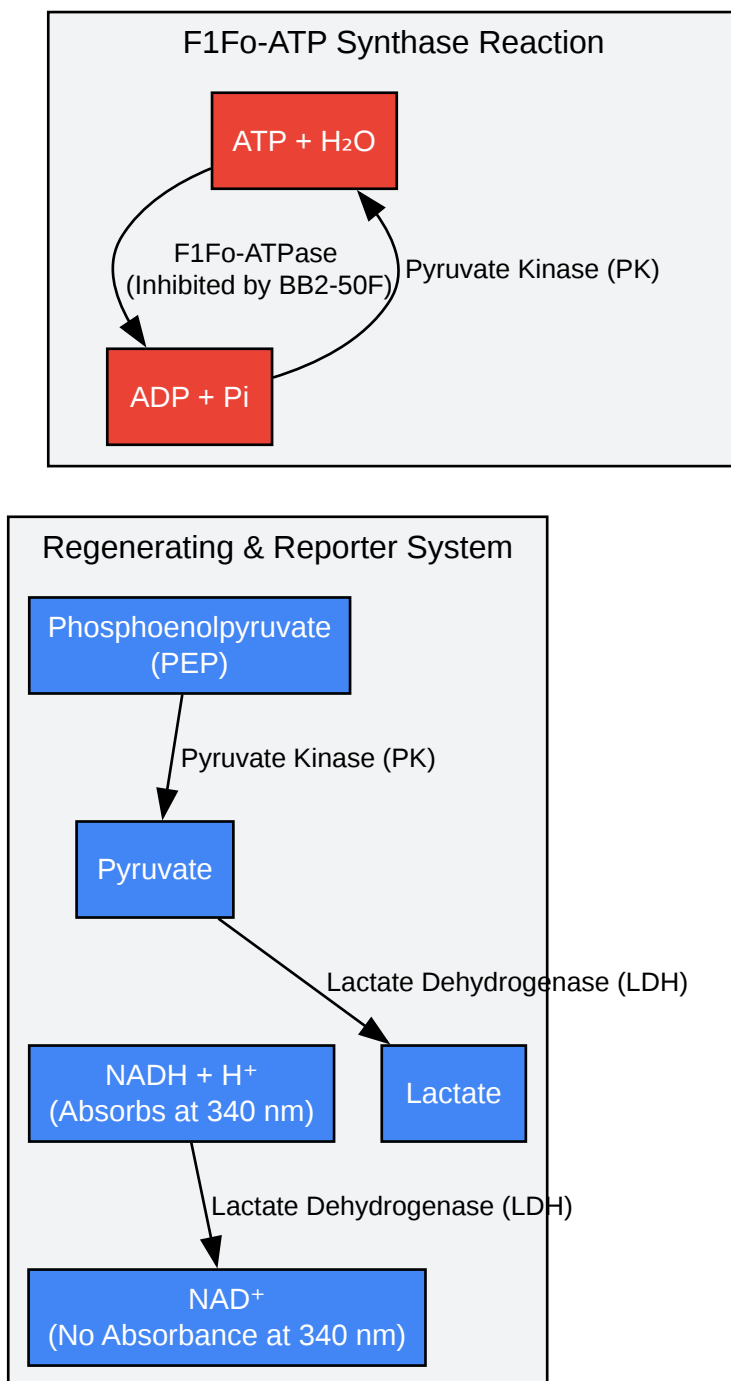 F1Fo-ATP Synthase Reaction
ATP + H₂O
F1Fo-ATPase
(Inhibited by BB2-50F)
Pyruvate Kinase (PK)
ADP + Pi
Regenerating & Reporter System
Phosphoenolpyruvate
(PEP)
Pyruvate Kinase (PK)
Pyruvate
Lactate Dehydrogenase (LDH)
NADH + H⁺
(Absorbs at 340 nm)
Lactate
Lactate Dehydrogenase (LDH)
NAD⁺
(No Absorbance at 340 nm)